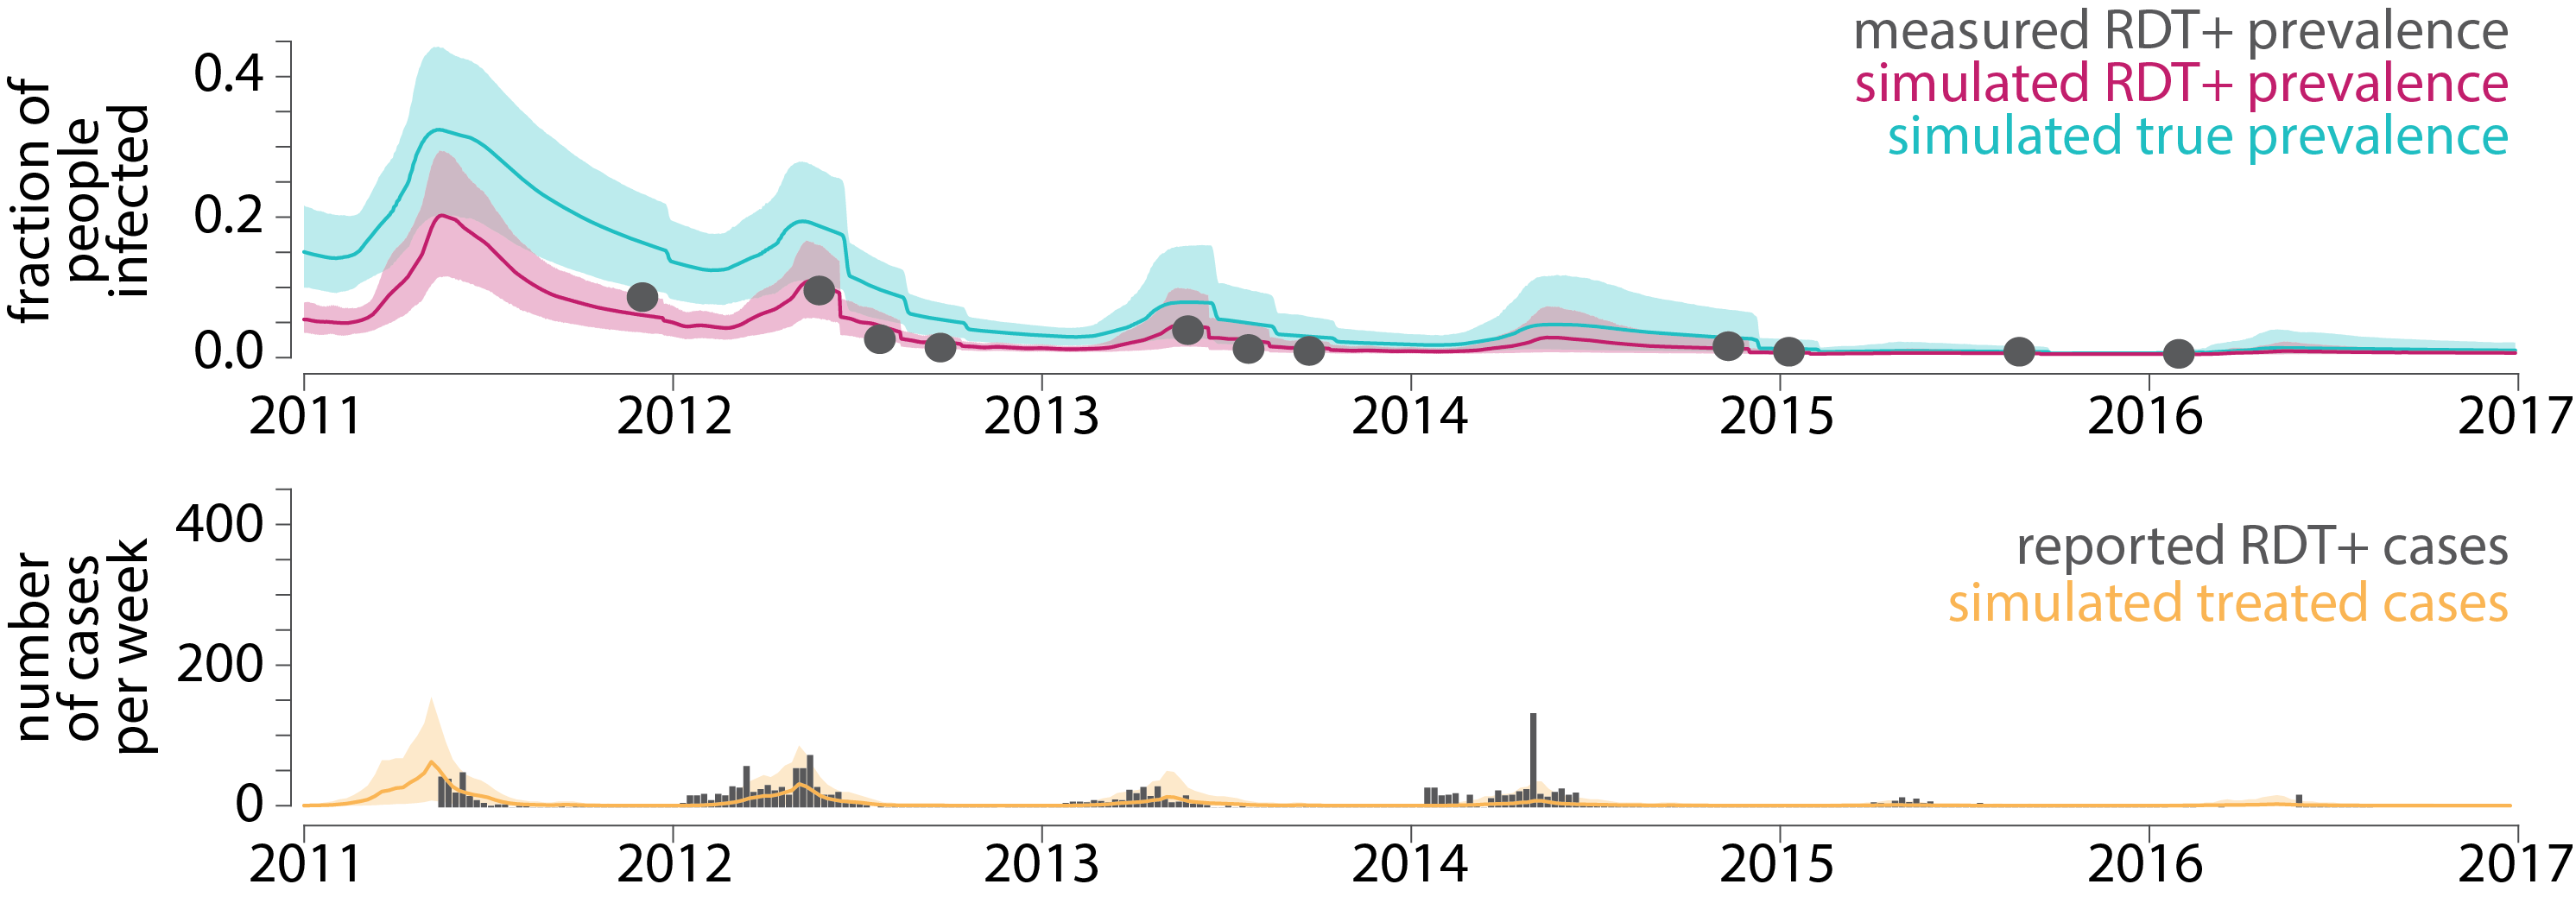 measured RDT+ prevalence
simulated RDT+ prevalence
simulated true prevalence
fraction of
people
infected
0.4
0.2
0.0
2011 2012 2013 2014 2015 2016 2017
reported RDT+ cases
simulated treated cases
number
of cases
per week
400
200
0
2011 2012 2013 2014 2015 2016 2017